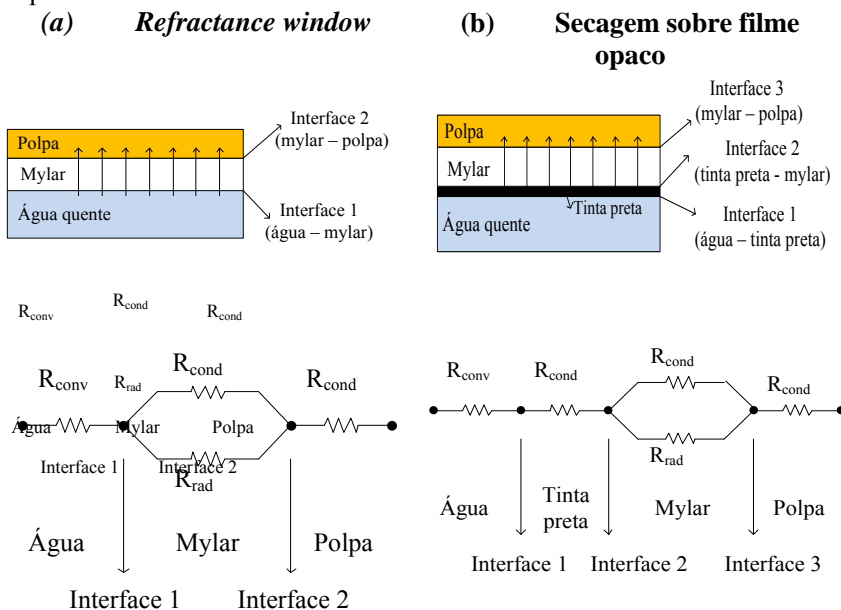 (a) Refractance window
(b) Secagem sobre filme
opaco
Interface 2
(mylar – polpa)
Polpa
Mylar
Água quente
Interface 1
(água – mylar)
Interface 3
(mylar – polpa)
Polpa
Interface 2
(tinta preta - mylar)
Mylar
Tinta preta
Água quente
Interface 1
(água – tinta preta)
Rconv
Rcond
Rcond
Rconv
Rcond
Rrad
Rcond
Água
Mylar
Polpa
Interface 1
Interface 2
Rrad
Água
Mylar
Polpa
Interface 1
Interface 2
Rconv
Rcond
Rcond
Rcond
Rrad
Água
Tinta
preta
Mylar
Polpa
Interface 1
Interface 2
Interface 3